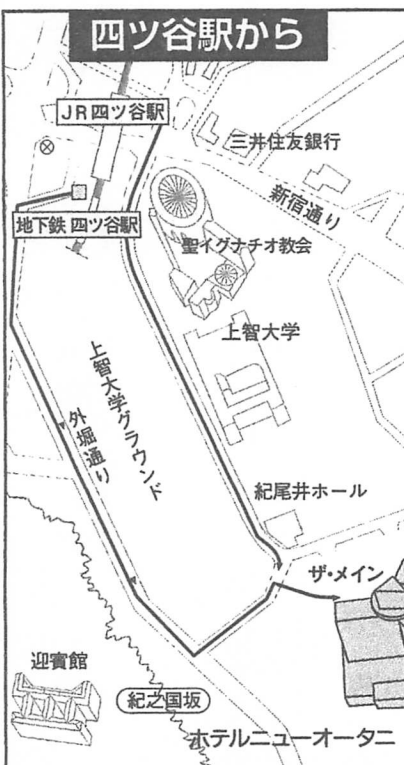 四ツ谷駅から
JR四ツ谷駅
三井住友銀行
新宿通り
地下鉄 四ツ谷駅
聖イグナチオ教会
上智大学
上智大学グラウンド
外堀通り
紀尾井ホール
ザ・メイン
迎賓館
紀之国坂
ホテルニューオータニ